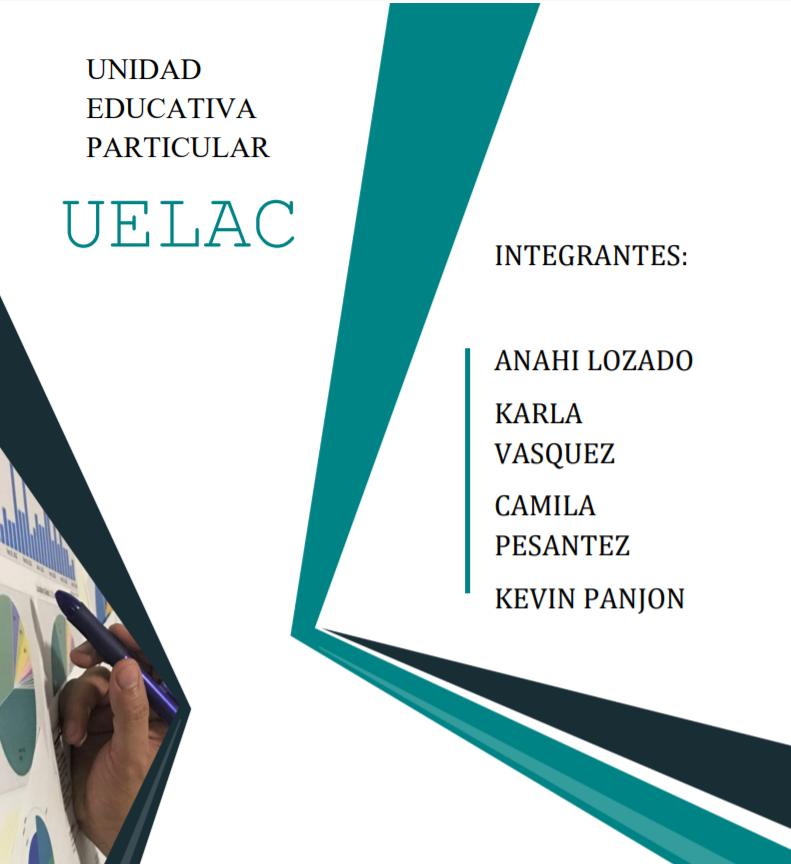 UNIDAD
EDUCATIVA
PARTICULAR
UELAC
INTEGRANTES:
ANAHI LOZADO
KARLA
VASQUEZ
CAMILA
PESANTEZ
KEVIN PANJON